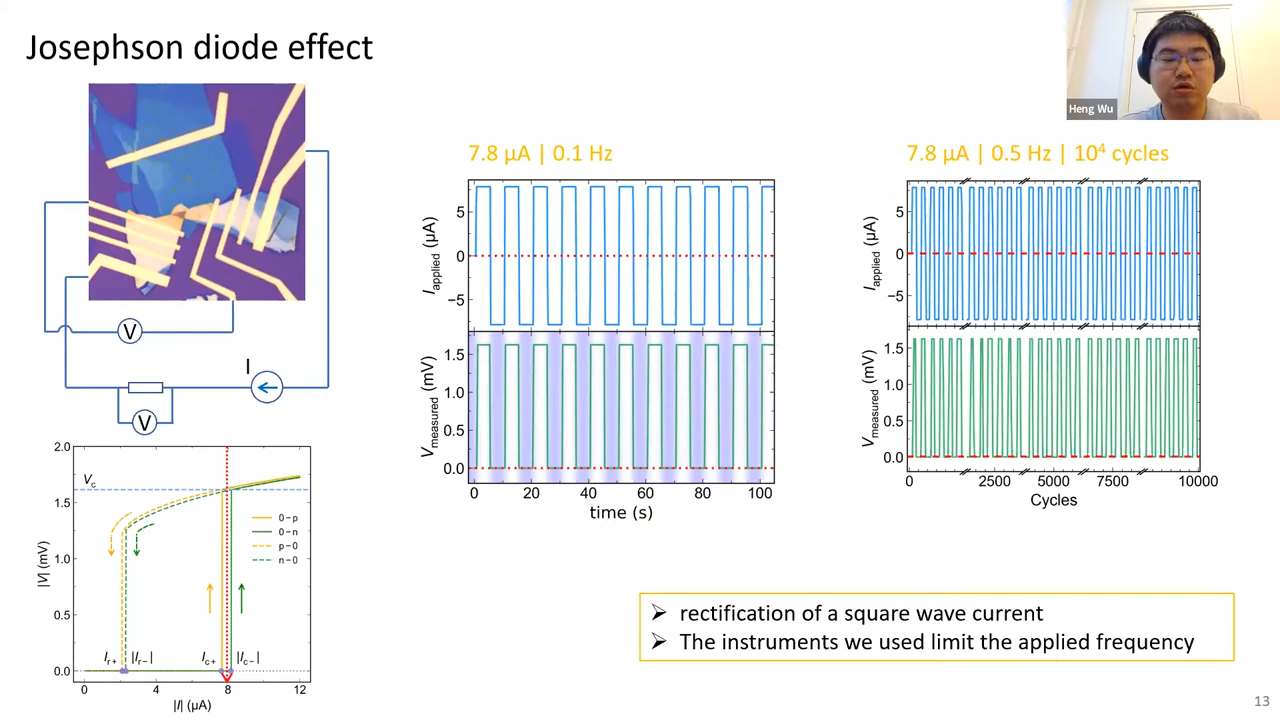 Josephson diode effect
Heng Wu
V
I
V
7.8 µA | 0.1 Hz
I applied (µA)
5
0
−5
V measured (mV)
1.5
1.0
0.5
0.0
0 20 40 60 80 100
time (s)
7.8 µA | 0.5 Hz | 10⁴ cycles
I applied (µA)
5
0
−5
V measured (mV)
1.5
1.0
0.5
0.0
0 2500 5000 7500 10000
Cycles
|V| (mV)
2.0
1.5
1.0
0.5
0.0
Vc
0−p
0−n
p−0
n−0
Ir+ |Ir−| Ic+ |Ic−|
0 4 8 12
|I| (µA)
➢ rectification of a square wave current
➢ The instruments we used limit the applied frequency
13